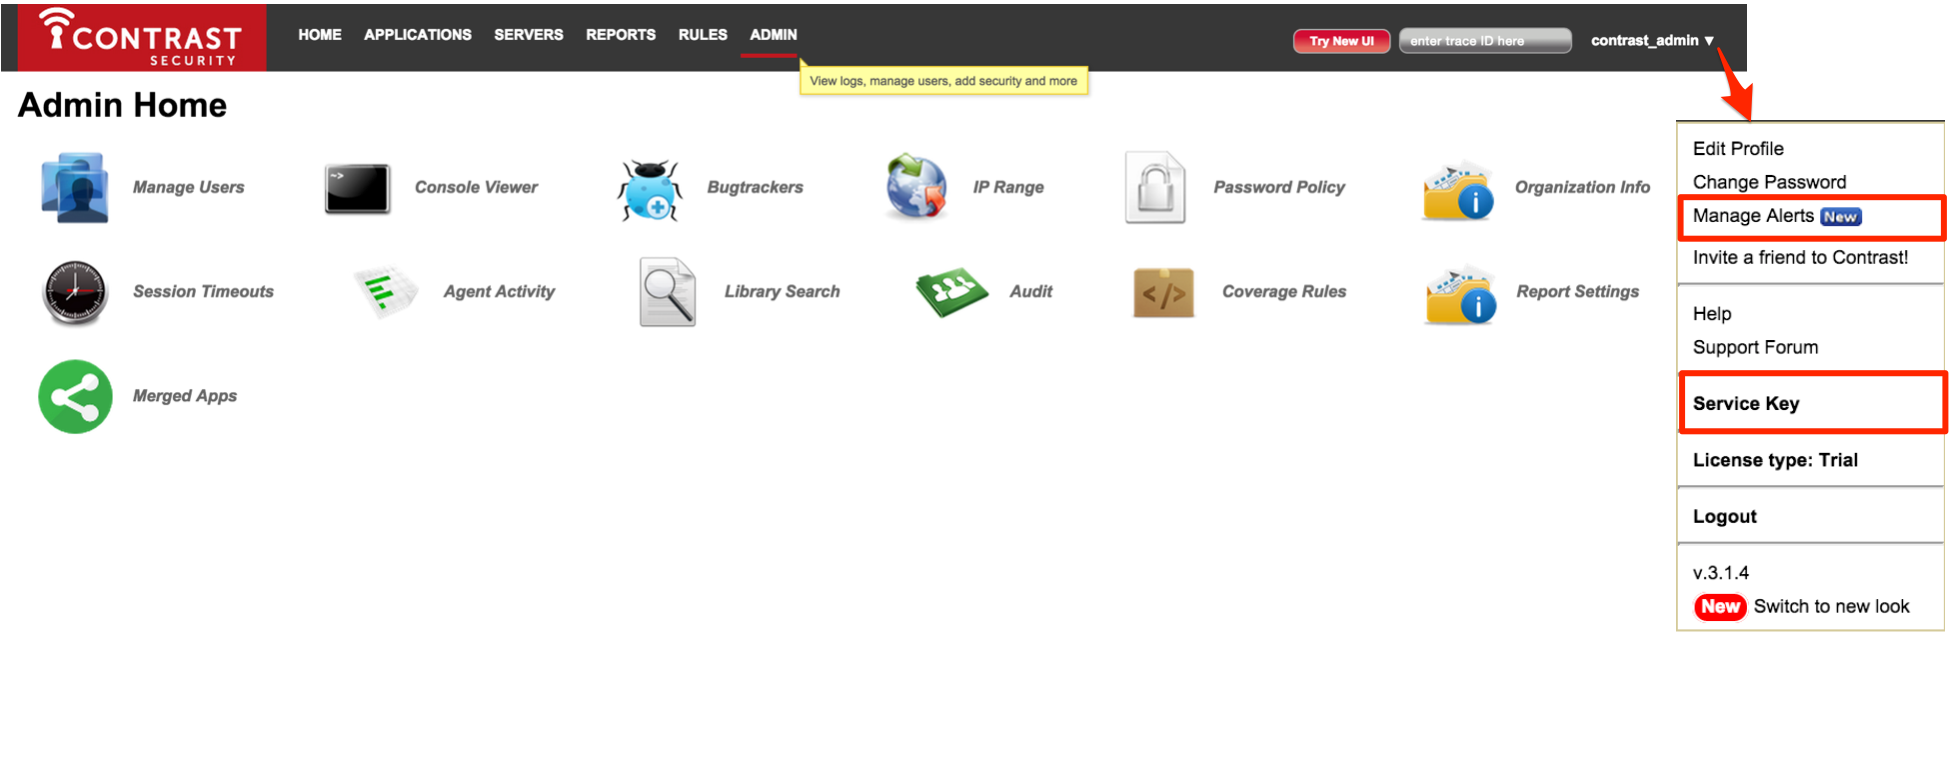 CONTRAST
SECURITY
HOME APPLICATIONS SERVERS REPORTS RULES ADMIN
Try New UI
enter trace ID here
contrast_admin ▼
View logs, manage users, add security and more
Admin Home
Manage Users
~>
Console Viewer
Bugtrackers
IP Range
Password Policy
i
Organization Info
Session Timeouts
Agent Activity
Library Search
Audit
</>
Coverage Rules
i
Report Settings
Merged Apps
Edit Profile
Change Password
Manage Alerts New
Invite a friend to Contrast!
Help
Support Forum
Service Key
License type: Trial
Logout
v.3.1.4
New Switch to new look